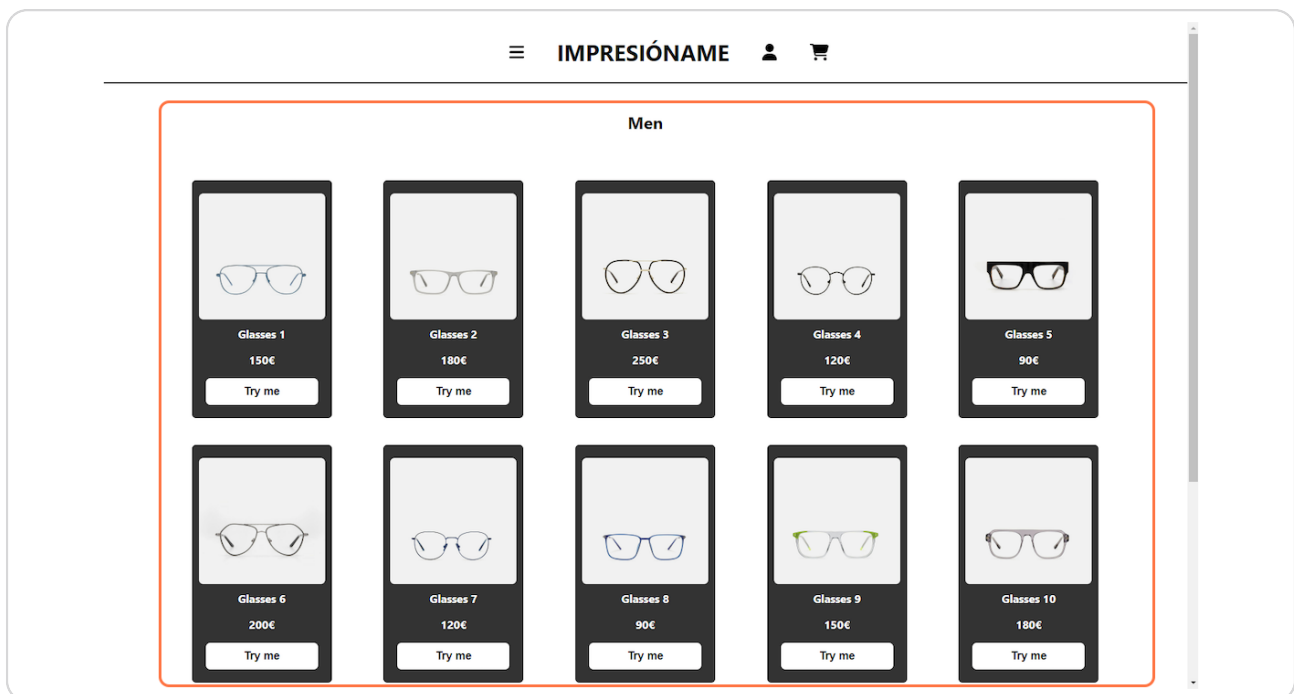 IMPRESIÓNAME
Men
Glasses 1
150€
Try me
Glasses 2
180€
Try me
Glasses 3
250€
Try me
Glasses 4
120€
Try me
Glasses 5
90€
Try me
Glasses 6
200€
Try me
Glasses 7
120€
Try me
Glasses 8
90€
Try me
Glasses 9
150€
Try me
Glasses 10
180€
Try me